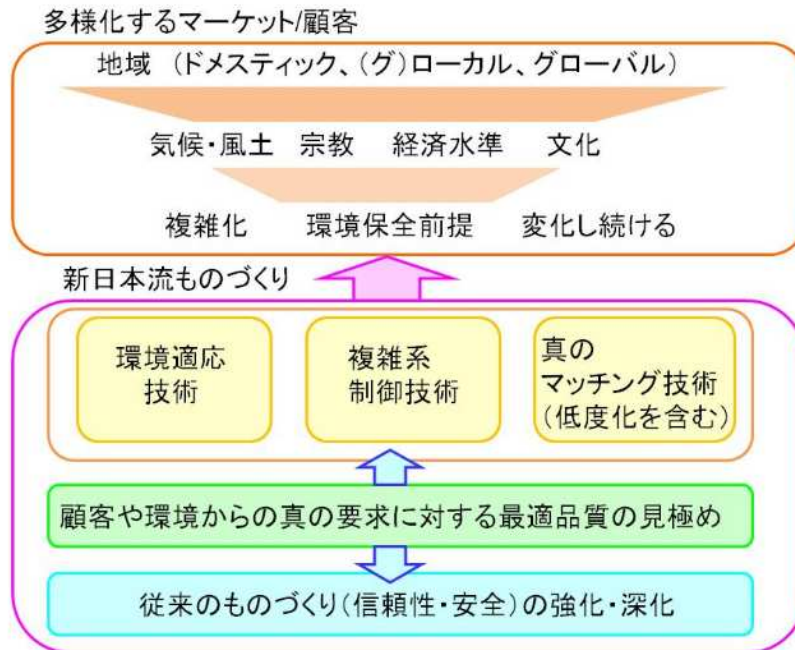 多様化するマーケット/顧客
地域 (ドメスティック、(グ)ローカル、グローバル)
気候・風土 宗教 経済水準 文化
複雑化 環境保全前提 変化し続ける
新日本流ものづくり
環境適応
技術
複雑系
制御技術
真の
マッチング技術
(低度化を含む)
顧客や環境からの真の要求に対する最適品質の見極め
従来のものづくり(信頼性・安全)の強化・深化